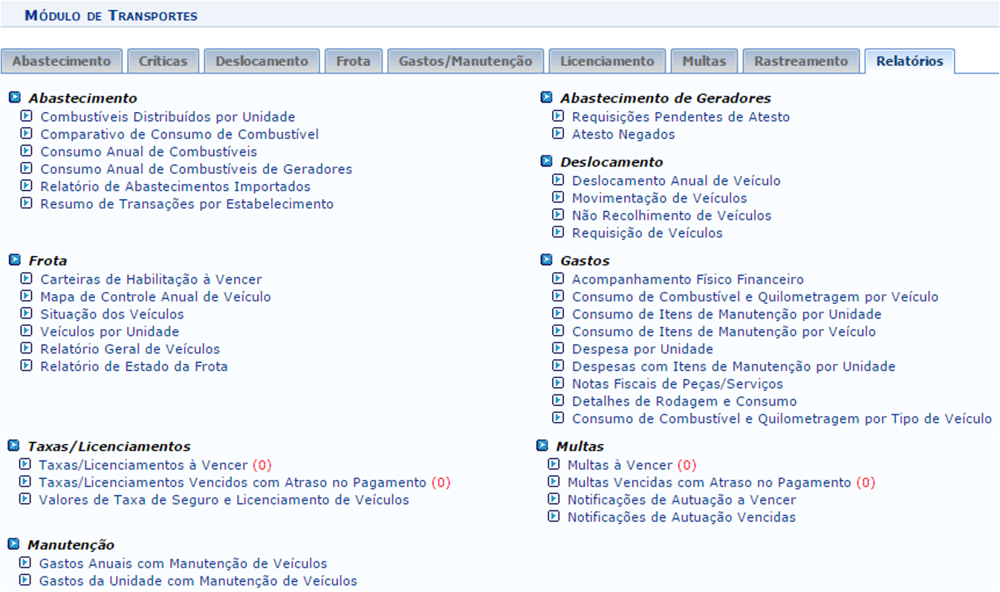 MÓDULO DE TRANSPORTES
Abastecimento Críticas Deslocamento Frota Gastos/Manutenção Licenciamento Multas Rastreamento Relatórios
Abastecimento
Combustíveis Distribuídos por Unidade
Comparativo de Consumo de Combustível
Consumo Anual de Combustíveis
Consumo Anual de Combustíveis de Geradores
Relatório de Abastecimentos Importados
Resumo de Transações por Estabelecimento
Abastecimento de Geradores
Requisições Pendentes de Atesto
Atesto Negados
Deslocamento
Deslocamento Anual de Veículo
Movimentação de Veículos
Não Recolhimento de Veículos
Requisição de Veículos
Frota
Carteiras de Habilitação à Vencer
Mapa de Controle Anual de Veículo
Situação dos Veículos
Veículos por Unidade
Relatório Geral de Veículos
Relatório de Estado da Frota
Gastos
Acompanhamento Físico Financeiro
Consumo de Combustível e Quilometragem por Veículo
Consumo de Itens de Manutenção por Unidade
Consumo de Itens de Manutenção por Veículo
Despesa por Unidade
Despesas com Itens de Manutenção por Unidade
Notas Fiscais de Peças/Serviços
Detalhes de Rodagem e Consumo
Consumo de Combustível e Quilometragem por Tipo de Veículo
Taxas/Licenciamentos
Taxas/Licenciamentos à Vencer (0)
Taxas/Licenciamentos Vencidos com Atraso no Pagamento (0)
Valores de Taxa de Seguro e Licenciamento de Veículos
Multas
Multas à Vencer (0)
Multas Vencidas com Atraso no Pagamento (0)
Notificações de Autuação a Vencer
Notificações de Autuação Vencidas
Manutenção
Gastos Anuais com Manutenção de Veículos
Gastos da Unidade com Manutenção de Veículos